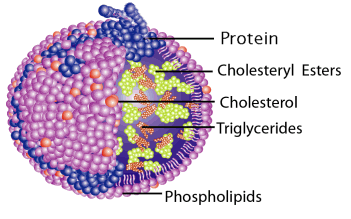 Protein
Cholesteryl Esters
Cholesterol
Triglycerides
Phospholipids